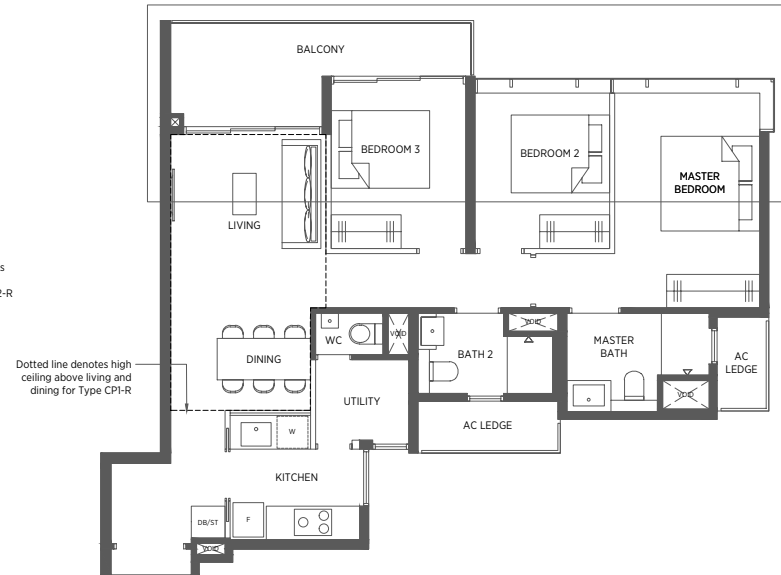 BALCONY
BEDROOM 3
BEDROOM 2
MASTER
BEDROOM
LIVING
s
2-R
VOID
WC
VOID
MASTER
BATH
BATH 2
DINING
AC
LEDGE
Dotted line denotes high
ceiling above living and
dining for Type CP1-R
VOID
UTILITY
AC LEDGE
W
KITCHEN
DB/ST
F
VOID